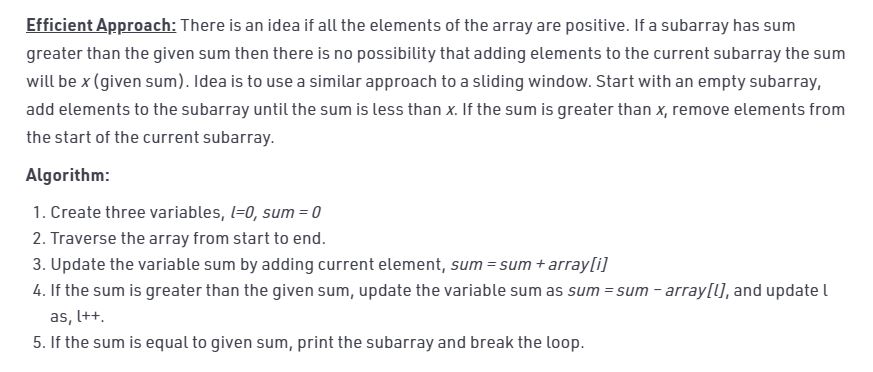 Efficient Approach: There is an idea if all the elements of the array are positive. If a subarray has sum
greater than the given sum then there is no possibility that adding elements to the current subarray the sum
will be x (given sum). Idea is to use a similar approach to a sliding window. Start with an empty subarray,
add elements to the subarray until the sum is less than x. If the sum is greater than x, remove elements from
the start of the current subarray.
Algorithm:
1. Create three variables, l=0, sum = 0
2. Traverse the array from start to end.
3. Update the variable sum by adding current element, sum = sum + array[i]
4. If the sum is greater than the given sum, update the variable sum as sum = sum − array[l], and update l
as, l++.
5. If the sum is equal to given sum, print the subarray and break the loop.